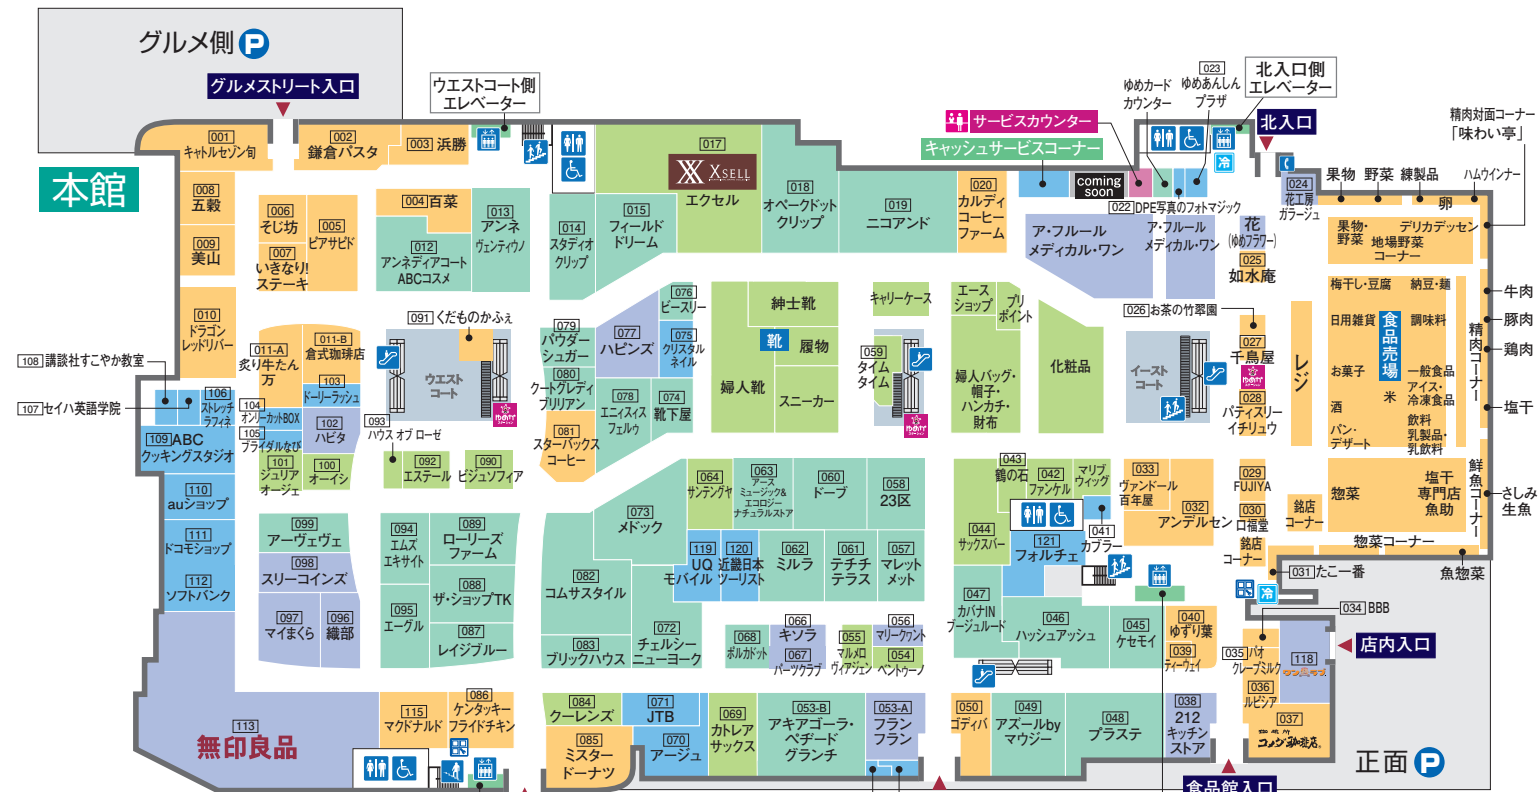 グルメ側 P
グルメストリート入口
ウエストコート側
エレベーター
本館
001
キャトルセゾン旬
002
鎌倉パスタ
003 浜勝
008
五穀
009
美山
010
ドラゴン
レッドリバー
006
そじ坊
007
いきなり!
ステーキ
005
ピアサピド
004 百菜
012
アンネディアコート
ABCコスメ
013
アンネ
ヴェンティウノ
014
スタディオ
クリップ
015
フィールド
ドリーム
017
XSELL
エクセル
018
オペークドット
クリップ
019
ニコアンド
020
カルディ
コーヒー
ファーム
サービスカウンター
キャッシュサービスコーナー
coming
soon
ゆめカード
カウンター
023
ゆめあんしん
プラザ
北入口側
エレベーター
北入口
冷
022 DPE写真のフォトマジック
ア・フルール
メディカル・ワン
ア・フルール
メディカル・ワン
024
花工房
ガラージュ
花
(ゆめフラワー)
025
如水庵
精肉対面コーナー
「味わい亭」
果物
野菜
練製品
ハムウインナー
卵
果物・
野菜
デリカデッセン
地場野菜
コーナー
梅干し・豆腐
納豆・麺
日用雑貨
調味料
食品売場
お菓子
一般食品
アイス・
冷凍食品
米
酒
飲料
乳製品・
乳飲料
パン・
デザート
レジ
精肉コーナー
牛肉
豚肉
鶏肉
塩干
鮮魚コーナー
さしみ
生魚
惣菜
塩干
専門店
魚助
惣菜コーナー
魚惣菜
銘店
コーナー
銘店
コーナー
026 お茶の竹翠園
027
千鳥屋
028
パティスリー
イチリュウ
029
FUJIYA
030
口福堂
031 たこ一番
冷
091 くだものかふぇ
ウエスト
コート
011-A
炙り牛たん
万
011-B
倉式珈琲店
103
ドーリーラッシュ
102
ハピタ
104
オンリーカットBOX
105
ブライダルなび
106
ストレッチ
ラフィネ
108 講談社すこやか教室
107 セイハ英語学院
109 ABC
クッキングスタジオ
101
ジュリア
オージェ
100
オーイシ
093
ハウス オブ ローゼ
092
エステール
090
ビジュソフィア
079
パウダー
シュガー
080
クートグレディ
ブリリアン
081
スターバックス
コーヒー
077
ハピンズ
078
エニィスィス
フェルゥ
076
ビースリー
075
クリスタル
ネイル
074
靴下屋
紳士靴
靴
履物
婦人靴
スニーカー
キャリーケース
059
タイム
タイム
エース
ショップ
プリ
ポイント
婦人バッグ・
帽子・
ハンカチ・
財布
化粧品
イースト
コート
110
auショップ
111
ドコモショップ
112
ソフトバンク
099
アーヴェヴェ
098
スリーコインズ
097
マイまくら
096
織部
094
エムズ
エキサイト
095
エーグル
089
ローリーズ
ファーム
088
ザ・ショップTK
087
レイジブルー
073
メドック
082
コムサスタイル
083
ブリックハウス
072
チェルシー
ニューヨーク
064
サンテンヅヤ
063
アース
ミュージック&
エコロジー
ナチュラルストア
060
ドーブ
058
23区
119
UQ
モバイル
120
近畿日本
ツーリスト
062
ミルラ
061
テチチ
テラス
057
マレット
メット
068
ポルカドット
066
キソラ
067
パーツクラブ
055
マルメロ
ヴィアジェン
056
マリークヮント
054
ペントゥーノ
043
鶴の石
042
ファンケル
マリブ
ウィッグ
044
サックスバー
041
カプラー
121
フォルチェ
033
ヴァンドール
百年屋
032
アンデルセン
047
カバナIN
ブージュルード
046
ハッシュアッシュ
045
ケセモイ
040
ゆずり葉
039
ティーウェイ
034 BBB
035 パオ
クレープミルク
036
ルピシア
118
ワンラブ
037
珈琲所
コメダ珈琲店
店内入口
113
無印良品
115
マクドナルド
086
ケンタッキー
フライドチキン
084
クーレンズ
085
ミスター
ドーナツ
071
JTB
070
アージュ
069
カトレア
サックス
053-B
アキアゴーラ・
ペヂード
グランチ
053-A
フラン
フラン
050
ゴディバ
049
アズールby
マウジー
048
プラステ
038
212
キッチン
ストア
食品館入口
正面 P